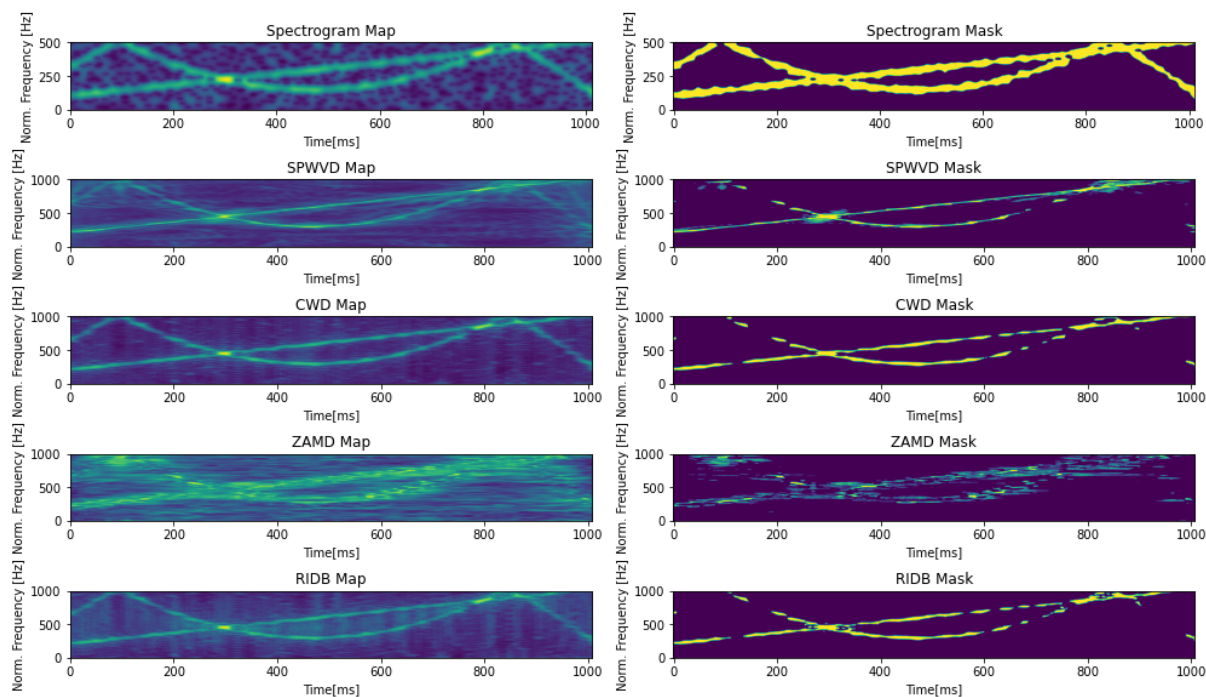 Spectrogram Map
Norm. Frequency [Hz]
500
250
0
0 200 400 600 800 1000
Time[ms]
Spectrogram Mask
Norm. Frequency [Hz]
500
250
0
0 200 400 600 800 1000
Time[ms]
SPWVD Map
Norm. Frequency [Hz]
1000
500
0
0 200 400 600 800 1000
Time[ms]
SPWVD Mask
Norm. Frequency [Hz]
1000
500
0
0 200 400 600 800 1000
Time[ms]
CWD Map
Norm. Frequency [Hz]
1000
500
0
0 200 400 600 800 1000
Time[ms]
CWD Mask
Norm. Frequency [Hz]
1000
500
0
0 200 400 600 800 1000
Time[ms]
ZAMD Map
Norm. Frequency [Hz]
1000
500
0
0 200 400 600 800 1000
Time[ms]
ZAMD Mask
Norm. Frequency [Hz]
1000
500
0
0 200 400 600 800 1000
Time[ms]
RIDB Map
Norm. Frequency [Hz]
1000
500
0
0 200 400 600 800 1000
Time[ms]
RIDB Mask
Norm. Frequency [Hz]
1000
500
0
0 200 400 600 800 1000
Time[ms]